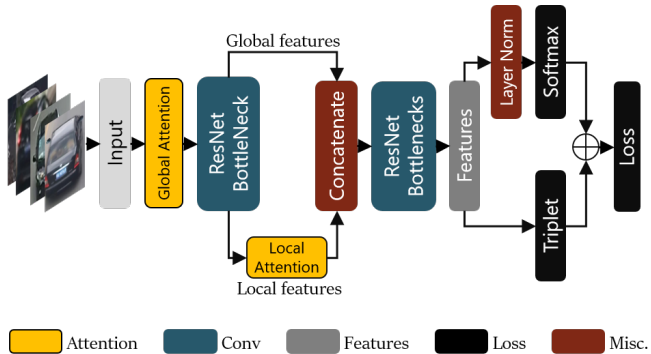 Global features
Input
Global Attention
ResNet
BottleNeck
Local
Attention
Local features
Concatenate
ResNet
Bottlenecks
Features
Layer Norm
Softmax
Triplet
Loss
Attention
Conv
Features
Loss
Misc.